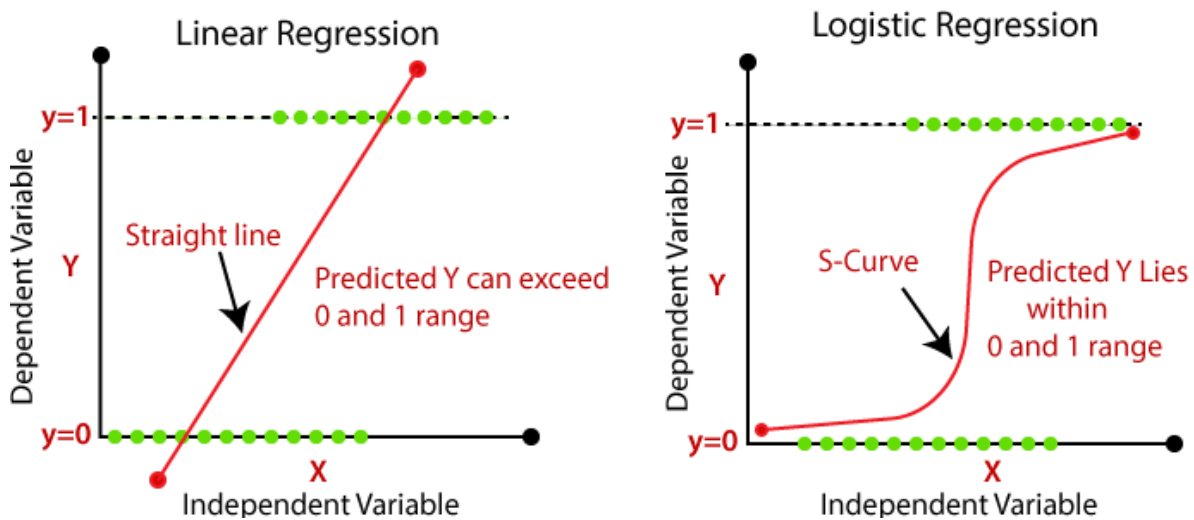 Linear Regression
y=1
Dependent Variable
Y
Straight line
Predicted Y can exceed
0 and 1 range
y=0
X
Independent Variable
Logistic Regression
y=1
Dependent Variable
Y
S-Curve
Predicted Y Lies
within
0 and 1 range
y=0
X
Independent Variable